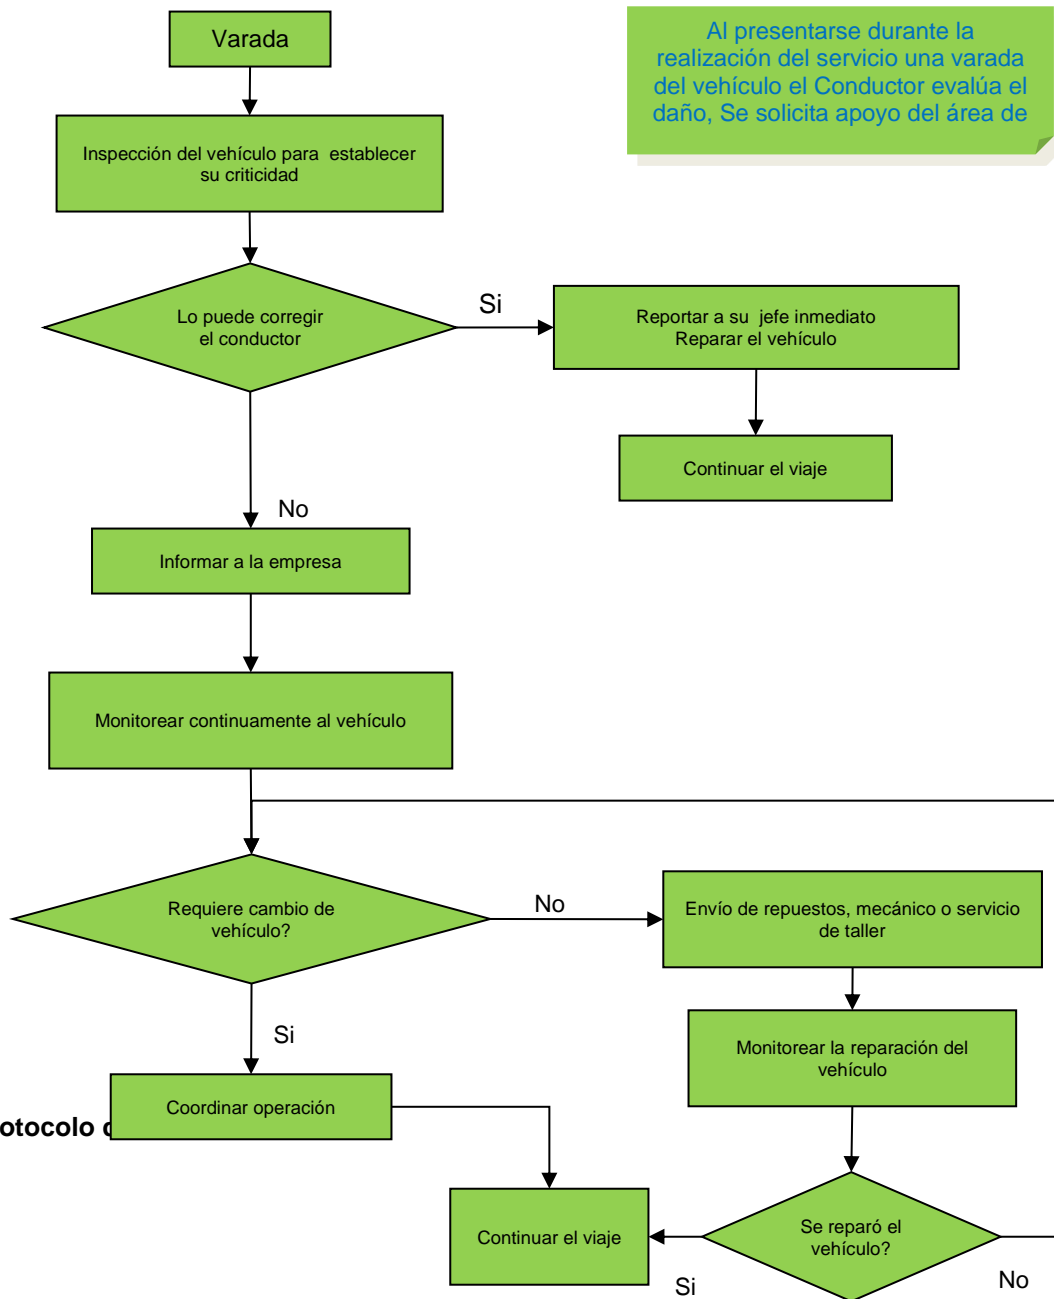 Varada
Al presentarse durante la
realización del servicio una varada
del vehículo el Conductor evalúa el
daño, Se solicita apoyo del área de
Inspección del vehículo para establecer
su criticidad
Lo puede corregir
el conductor
Si
Reportar a su jefe inmediato
Reparar el vehículo
Continuar el viaje
No
Informar a la empresa
Monitorear continuamente al vehículo
Requiere cambio de
vehículo?
No
Envío de repuestos, mecánico o servicio
de taller
Si
Monitorear la reparación del
vehículo
Coordinar operación
otocolo
Continuar el viaje
Se reparó el
vehículo?
Si
No